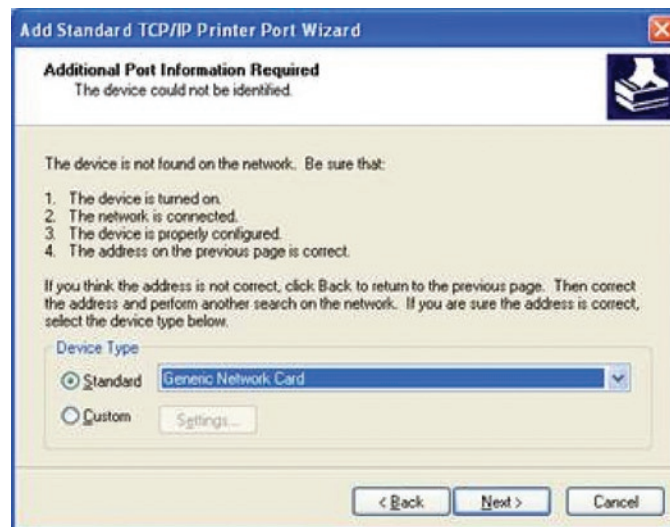 Add Standard TCP/IP Printer Port Wizard
Additional Port Information Required
The device could not be identified.
The device is not found on the network. Be sure that:
1. The device is turned on.
2. The network is connected.
3. The device is properly configured.
4. The address on the previous page is correct.
If you think the address is not correct, click Back to return to the previous page. Then correct
the address and perform another search on the network. If you are sure the address is correct,
select the device type below.
Device Type
Standard Generic Network Card
Custom Settings...
< Back Next > Cancel